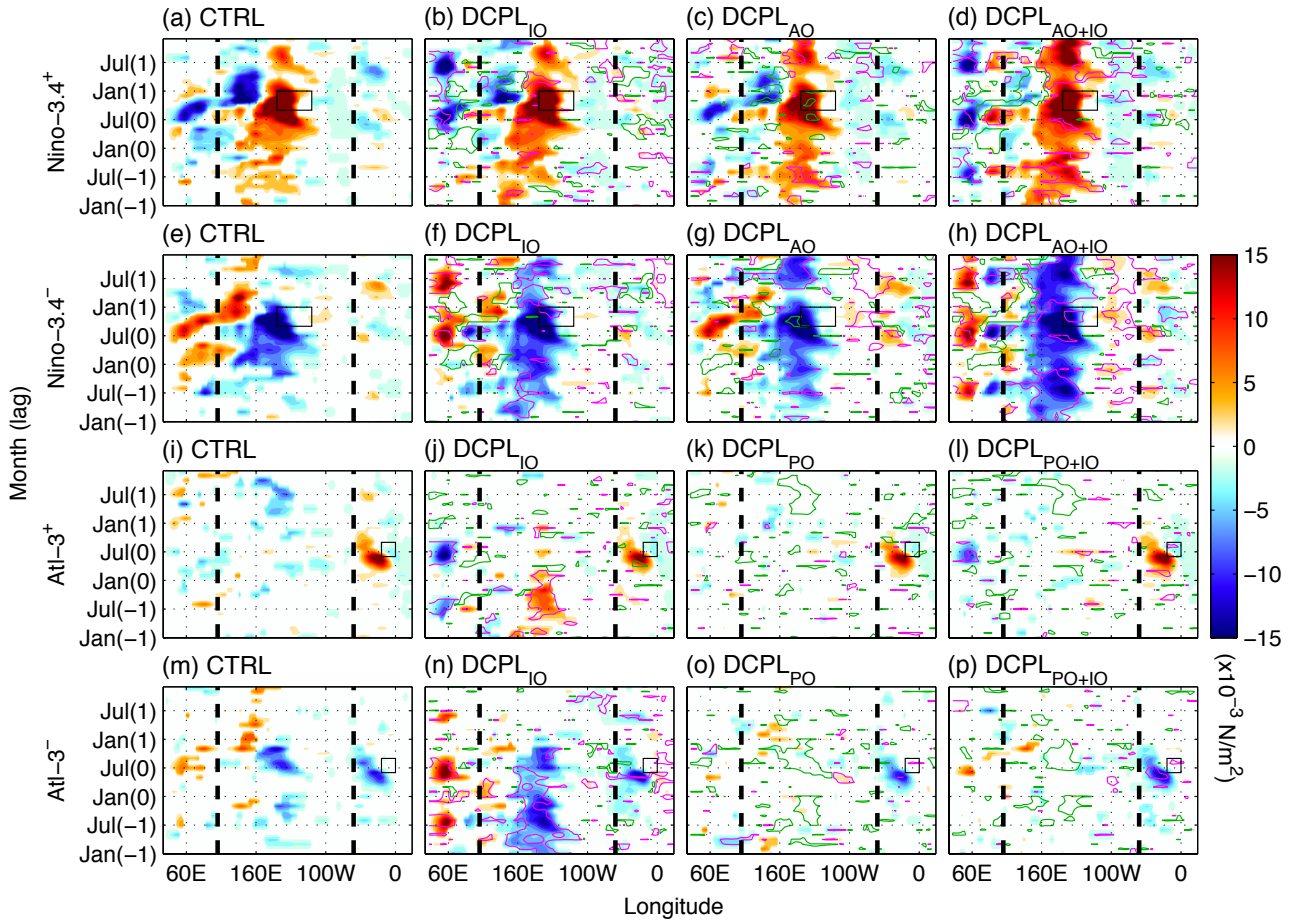 (a) CTRL (b) DCPL_IO (c) DCPL_AO (d) DCPL_AO+IO
Nino−3.4⁺
Jul(1)
Jan(1)
Jul(0)
Jan(0)
Jul(−1)
Jan(−1)
(e) CTRL (f) DCPL_IO (g) DCPL_AO (h) DCPL_AO+IO
Nino−3.4⁻
Jul(1)
Jan(1)
Jul(0)
Jan(0)
Jul(−1)
Jan(−1)
(i) CTRL (j) DCPL_IO (k) DCPL_PO (l) DCPL_PO+IO
Atl−3⁺
Jul(1)
Jan(1)
Jul(0)
Jan(0)
Jul(−1)
Jan(−1)
(m) CTRL (n) DCPL_IO (o) DCPL_PO (p) DCPL_PO+IO
Atl−3⁻
Jul(1)
Jan(1)
Jul(0)
Jan(0)
Jul(−1)
Jan(−1)
60E 160E 100W 0 60E 160E 100W 0 60E 160E 100W 0 60E 160E 100W 0
Longitude
Month (lag)
15
10
5
0
−5
−10
−15
(x10⁻³ N/m²)